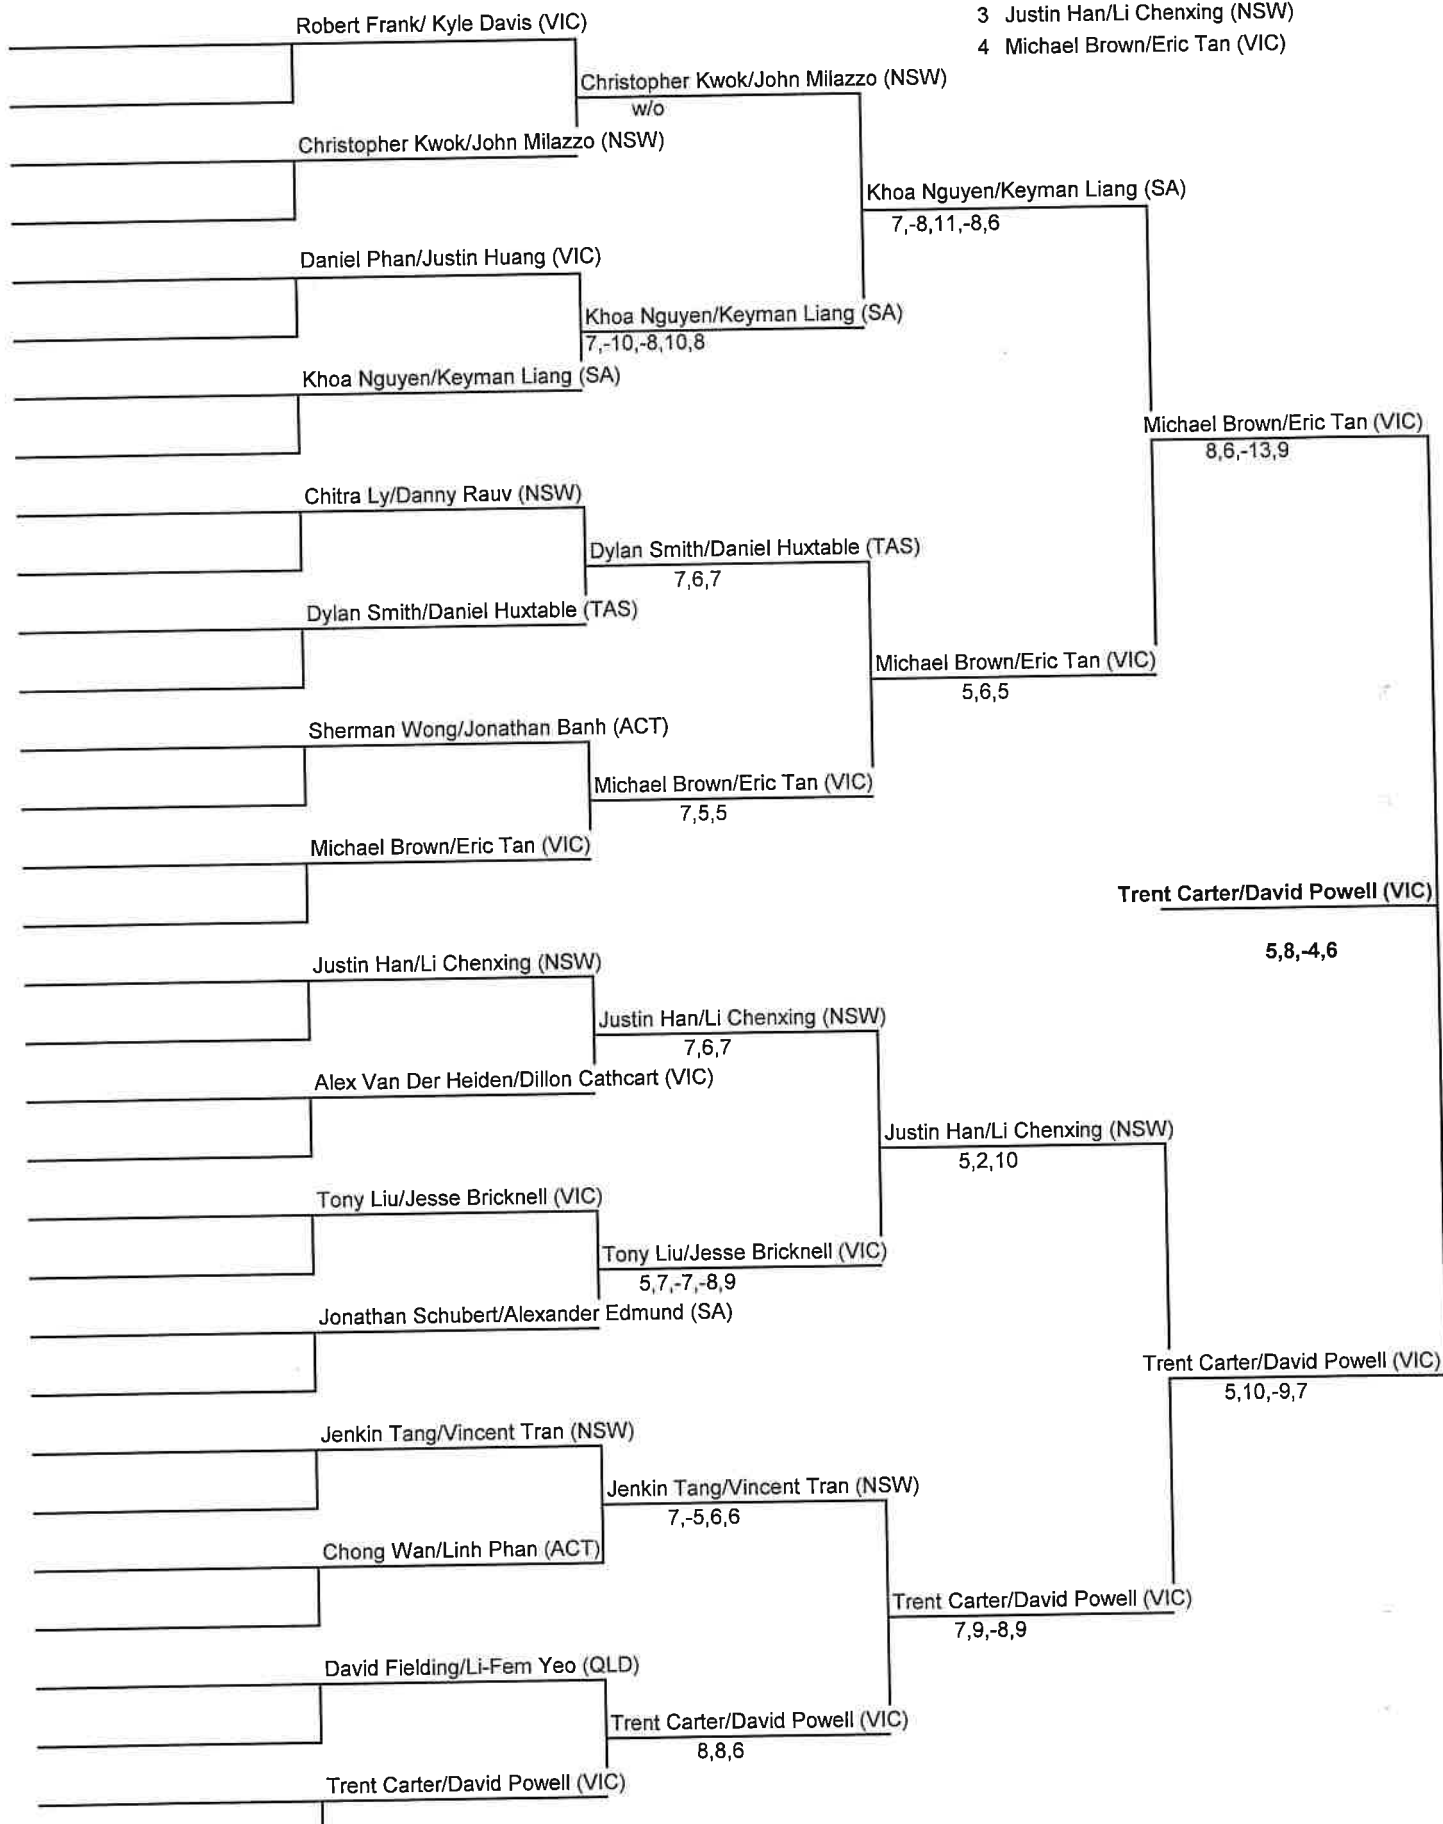 Robert Frank/ Kyle Davis (VIC)
3 Justin Han/Li Chenxing (NSW)
4 Michael Brown/Eric Tan (VIC)
Christopher Kwok/John Milazzo (NSW)
w/o
Christopher Kwok/John Milazzo (NSW)
Khoa Nguyen/Keyman Liang (SA)
7,-8,11,-8,6
Daniel Phan/Justin Huang (VIC)
Khoa Nguyen/Keyman Liang (SA)
7,-10,-8,10,8
Khoa Nguyen/Keyman Liang (SA)
Michael Brown/Eric Tan (VIC)
8,6,-13,9
Chitra Ly/Danny Rauv (NSW)
Dylan Smith/Daniel Huxtable (TAS)
7,6,7
Dylan Smith/Daniel Huxtable (TAS)
Michael Brown/Eric Tan (VIC)
5,6,5
Sherman Wong/Jonathan Banh (ACT)
Michael Brown/Eric Tan (VIC)
7,5,5
Michael Brown/Eric Tan (VIC)
Trent Carter/David Powell (VIC)
5,8,-4,6
Justin Han/Li Chenxing (NSW)
Justin Han/Li Chenxing (NSW)
7,6,7
Alex Van Der Heiden/Dillon Cathcart (VIC)
Justin Han/Li Chenxing (NSW)
5,2,10
Tony Liu/Jesse Bricknell (VIC)
Tony Liu/Jesse Bricknell (VIC)
5,7,-7,-8,9
Jonathan Schubert/Alexander Edmund (SA)
Trent Carter/David Powell (VIC)
5,10,-9,7
Jenkin Tang/Vincent Tran (NSW)
Jenkin Tang/Vincent Tran (NSW)
7,-5,6,6
Chong Wan/Linh Phan (ACT)
Trent Carter/David Powell (VIC)
7,9,-8,9
David Fielding/Li-Fem Yeo (QLD)
Trent Carter/David Powell (VIC)
8,8,6
Trent Carter/David Powell (VIC)